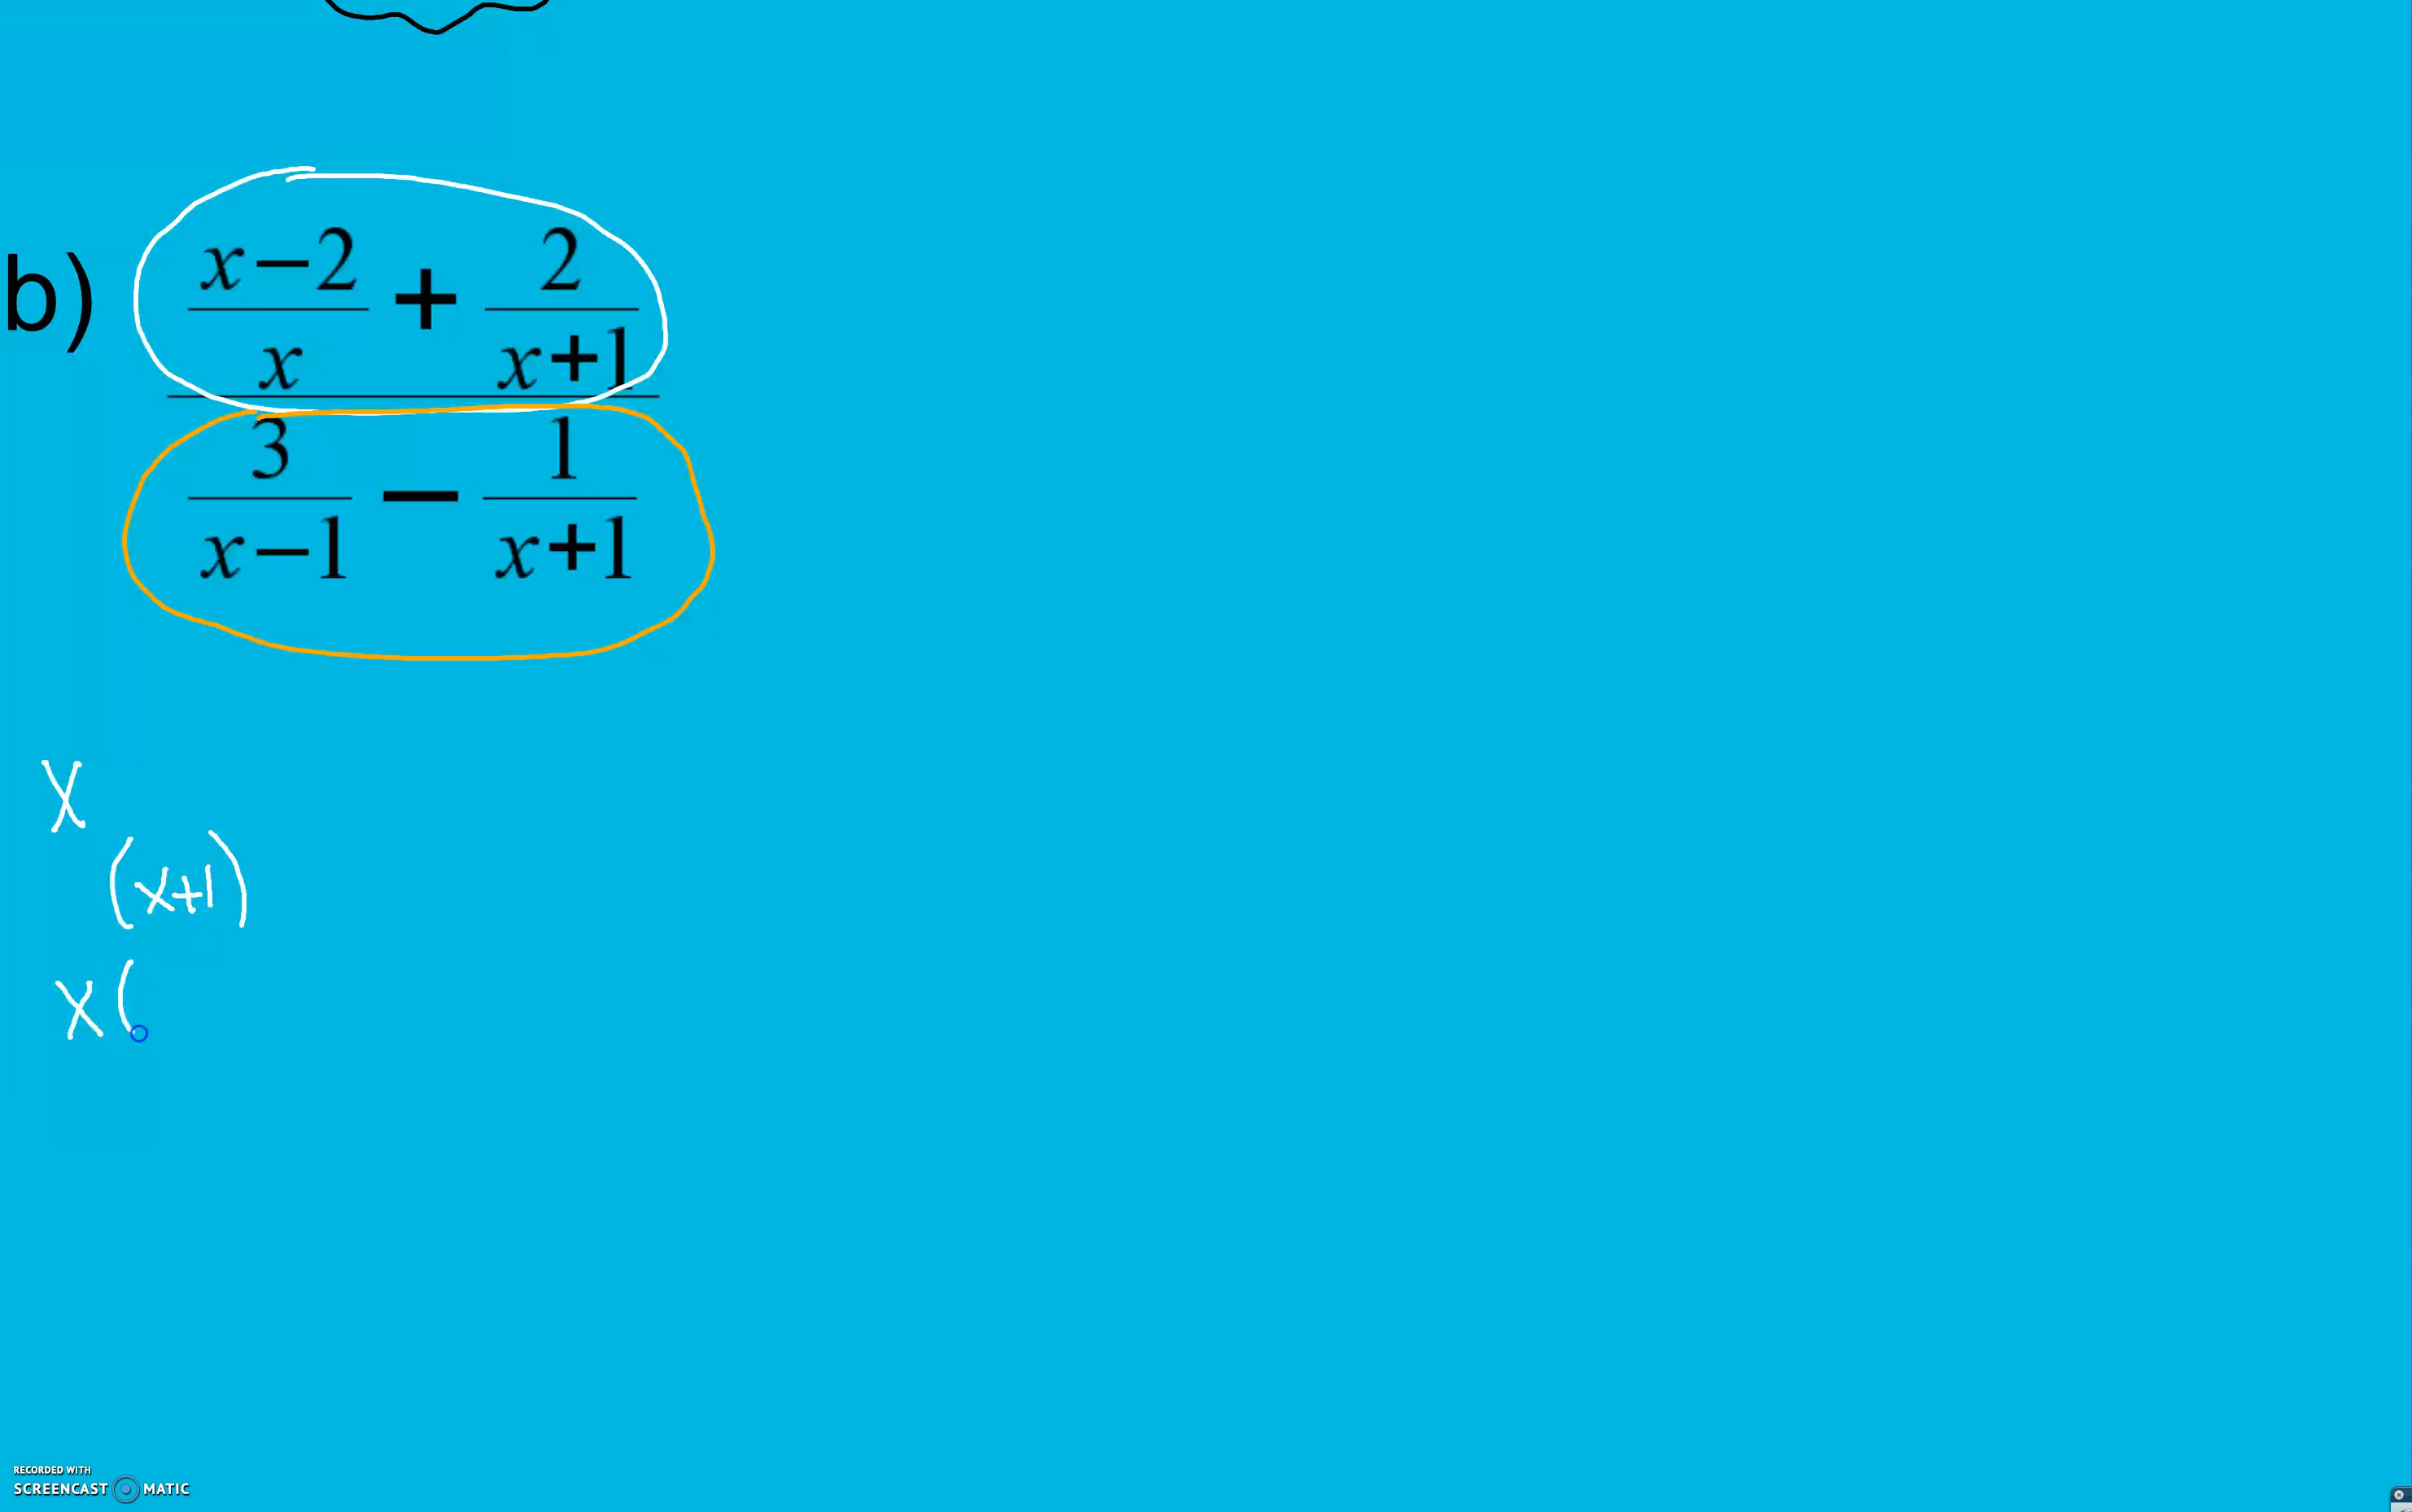 b) x−2 + 2
x x+1
3 − 1
x−1 x+1
x
(x+1)
x(
RECORDED WITH
SCREENCAST MATIC